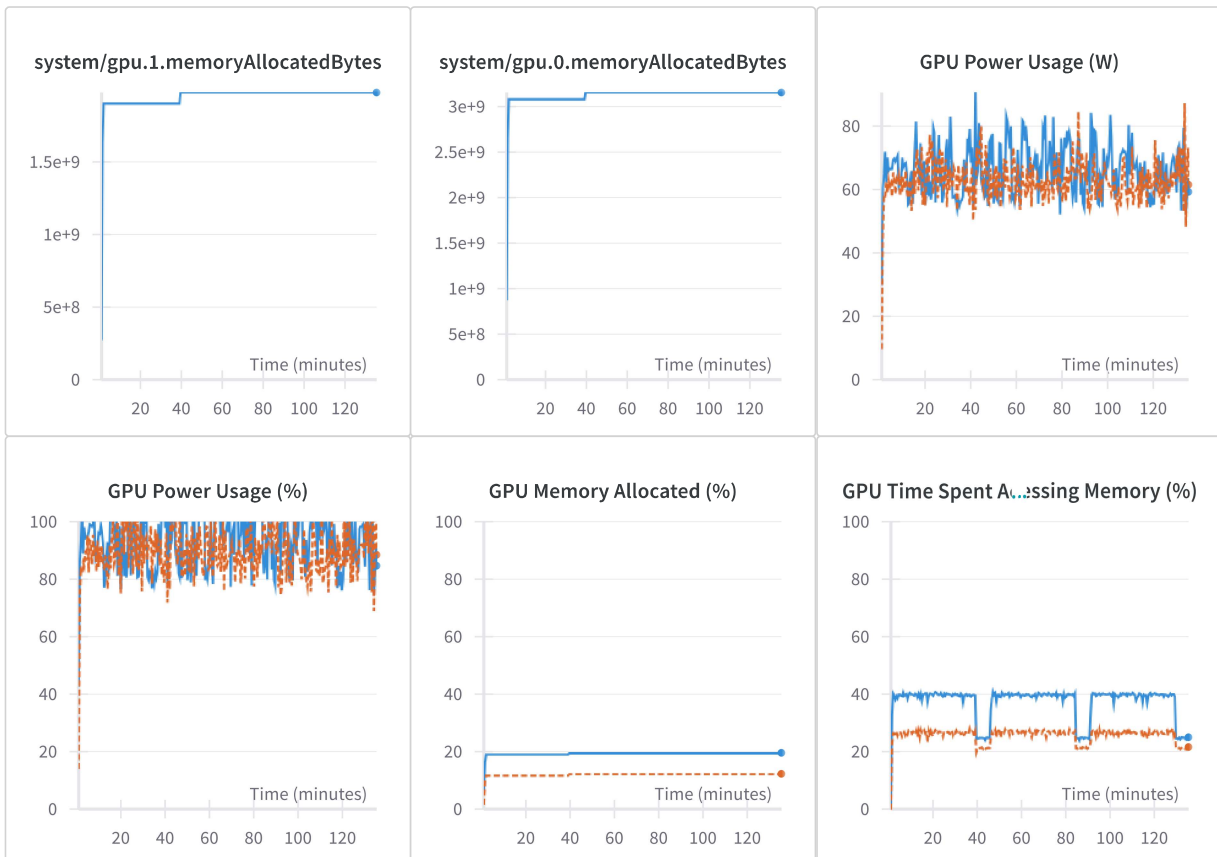 system/gpu.1.memoryAllocatedBytes
1.5e+9
1e+9
5e+8
0
Time (minutes)
20 40 60 80 100 120
system/gpu.0.memoryAllocatedBytes
3e+9
2.5e+9
2e+9
1.5e+9
1e+9
5e+8
0
Time (minutes)
20 40 60 80 100 120
GPU Power Usage (W)
80
60
40
20
0
Time (minutes)
20 40 60 80 100 120
GPU Power Usage (%)
100
80
60
40
20
0
Time (minutes)
20 40 60 80 100 120
GPU Memory Allocated (%)
100
80
60
40
20
0
Time (minutes)
20 40 60 80 100 120
GPU Time Spent Memory (%)
100
80
60
40
20
0
Time (minutes)
20 40 60 80 100 120